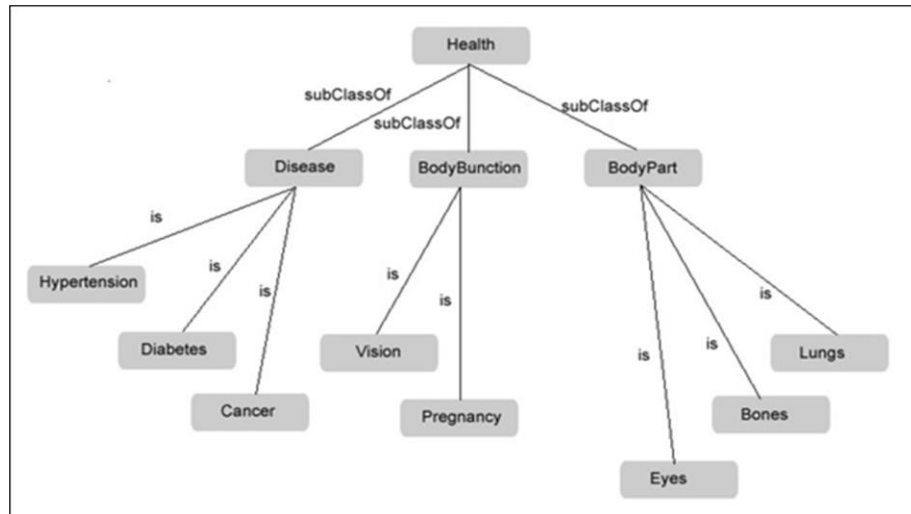 Health
subClassOf
subClassOf
subClassOf
Disease
BodyBunction
BodyPart
is
is
is
is
is
is
is
is
Hypertension
Diabetes
Vision
Lungs
Cancer
Pregnancy
Bones
Eyes